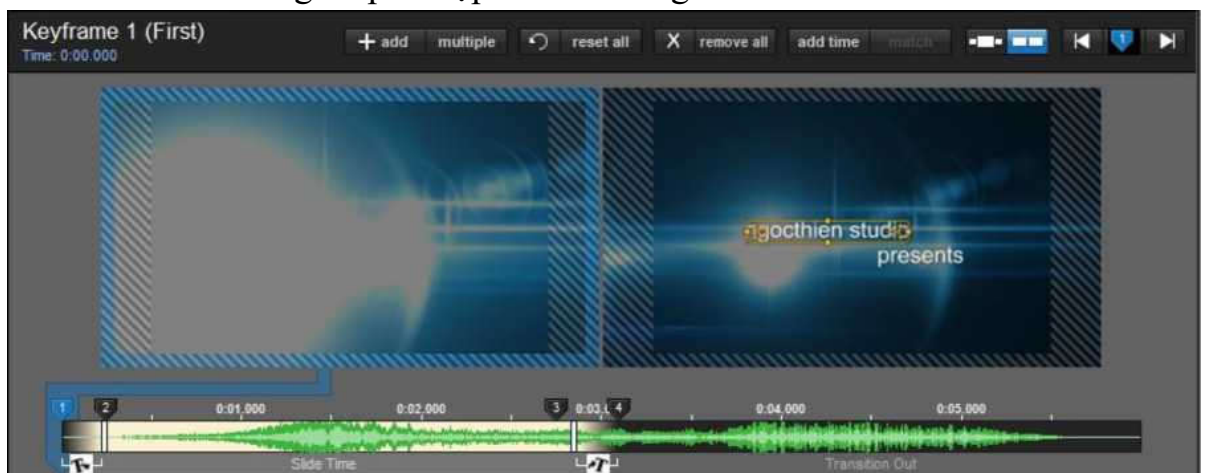 Keyframe 1 (First)
Time: 0:00.000
+ add multiple reset all X remove all add time match
1
ngocthien studio
presents
1 2 0:01.000 0:02.000 3 4 0:04.000 0:05.000
Slide Time Transition Out